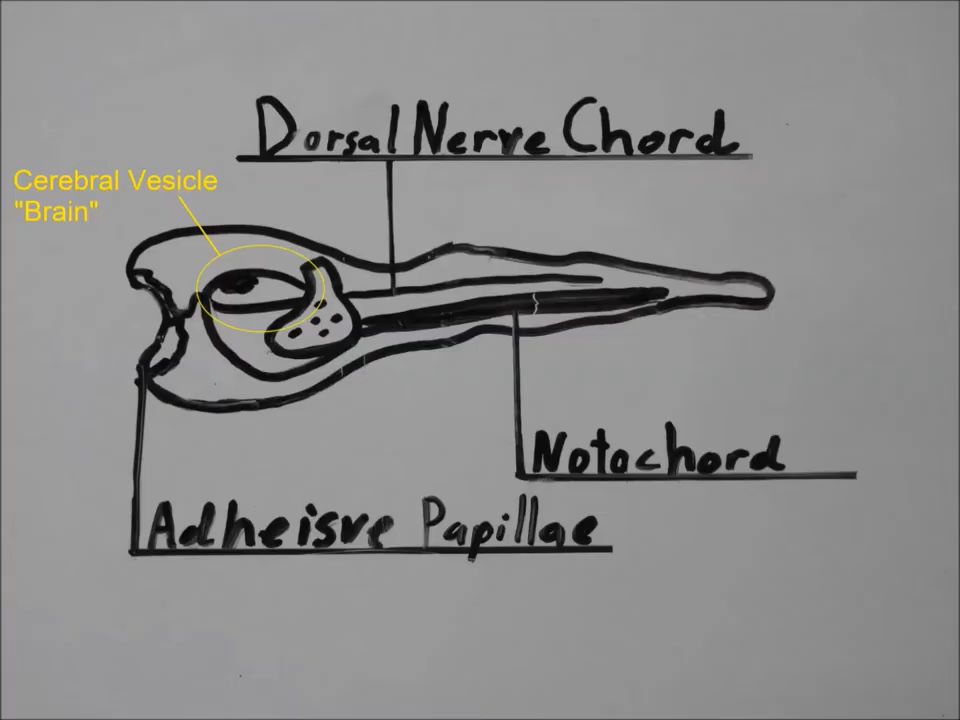 Dorsal Nerve Chord
Cerebral Vesicle
"Brain"
Notochord
Adheisve Papillae